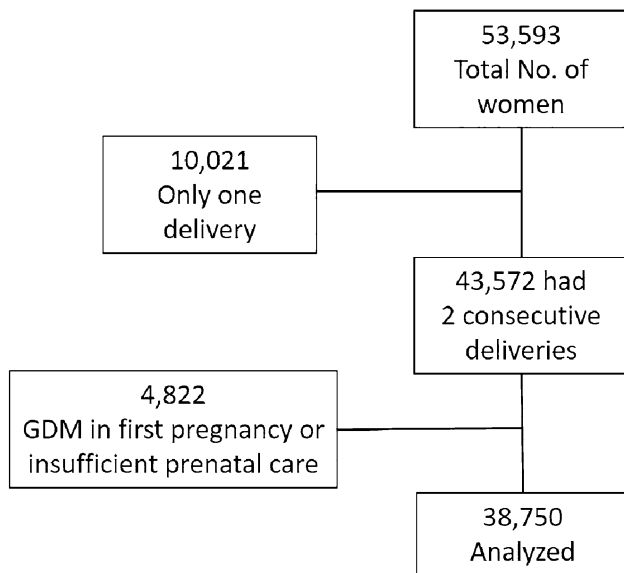 53,593
Total No. of
women
10,021
Only one
delivery
43,572 had
2 consecutive
deliveries
4,822
GDM in first pregnancy or
insufficient prenatal care
38,750
Analyzed